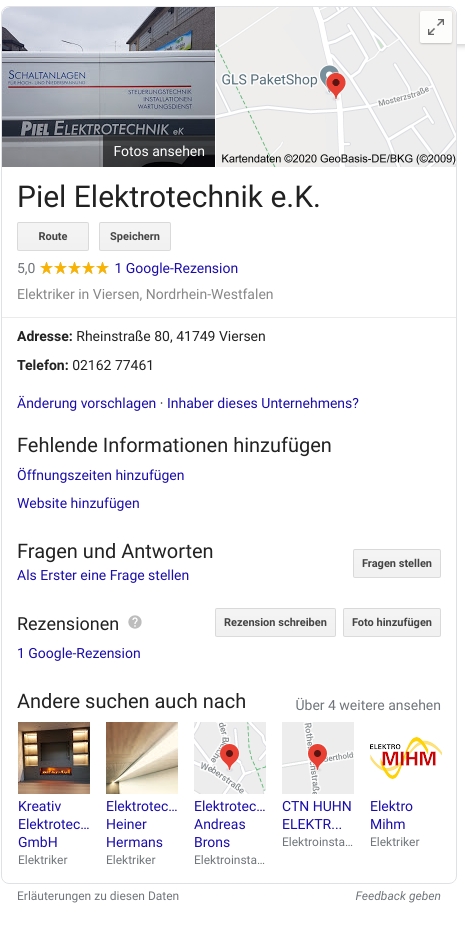 SCHALTANLAGEN
FÜR HOCH- UND NIEDERSPANNUNG
STEUERUNGSTECHNIK
INSTALLATIONEN
WARTUNGSDIENST
PIEL ELEKTROTECHNIK eK
Fotos ansehen
GLS PaketShop
Mosterzstraße
Kartendaten ©2020 GeoBasis-DE/BKG (©2009)
Piel Elektrotechnik e.K.
Route Speichern
5,0 1 Google-Rezension
Elektriker in Viersen, Nordrhein-Westfalen
Adresse: Rheinstraße 80, 41749 Viersen
Telefon: 02162 77461
Änderung vorschlagen · Inhaber dieses Unternehmens?
Fehlende Informationen hinzufügen
Öffnungszeiten hinzufügen
Website hinzufügen
Fragen und Antworten
Fragen stellen
Als Erster eine Frage stellen
Rezensionen ?
Rezension schreiben Foto hinzufügen
1 Google-Rezension
Andere suchen auch nach
Über 4 weitere ansehen
der B
Weberstraße
Rothe
nstraße
berthold
ELEKTRO
MIHM
Kreativ
Elektrotec...
GmbH
Elektriker
Elektrotec...
Heiner
Hermans
Elektriker
Elektrotec...
Andreas
Brons
Elektroinsta...
CTN HUHN
ELEKTR...
Elektroinsta...
Elektro
Mihm
Elektriker
Erläuterungen zu diesen Daten
Feedback geben